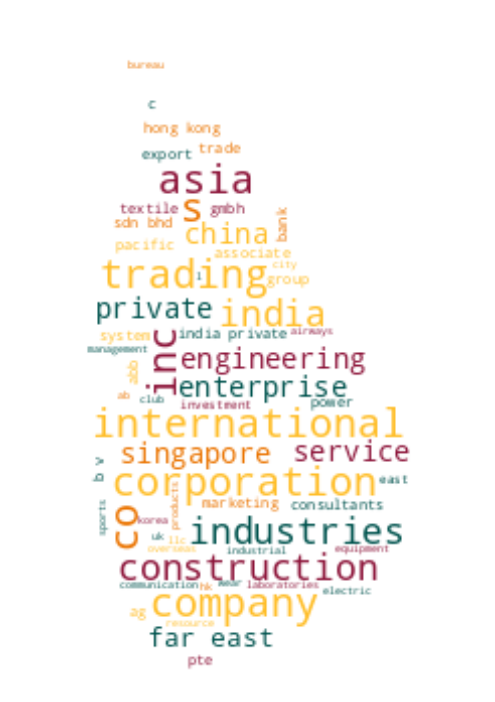 bureau
c
hong kong
export trade
asia
textile s gmbh
sdn bhd bank
china
pacific associate
trading city
i group
private india
system india private airways
management inc engineering
abb enterprise
ab club investment power
international
singapore service
b v corporation east
sports co products marketing consultants
korea industries
uk llc
overseas industrial equipment
construction
communication hk wear laboratories
electric
ag company
resource
far east
pte